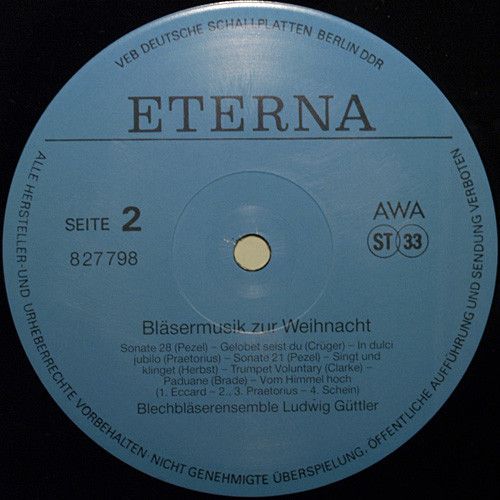 VEB DEUTSCHE SCHALLPLATTEN BERLIN DDR
ETERNA
SEITE 2
827798
AWA
ST 33
Bläsermusik zur Weihnacht
Sonate 28 (Pezel) – Gelobet seist du (Crüger) – In dulci
jubilo (Praetorius) – Sonate 21 (Pezel) – Singt und
klinget (Herbst) – Trumpet Voluntary (Clarke) –
Paduane (Brade) – Vom Himmel hoch
(1. Eccard – 2., 3. Praetorius – 4. Schein)
Blechbläserensemble Ludwig Güttler
ALLE HERSTELLER- UND URHEBERRECHTE VORBEHALTEN · NICHT GENEHMIGTE ÜBERSPIELUNG, ÖFFENTLICHE AUFFÜHRUNG UND SENDUNG VERBOTEN